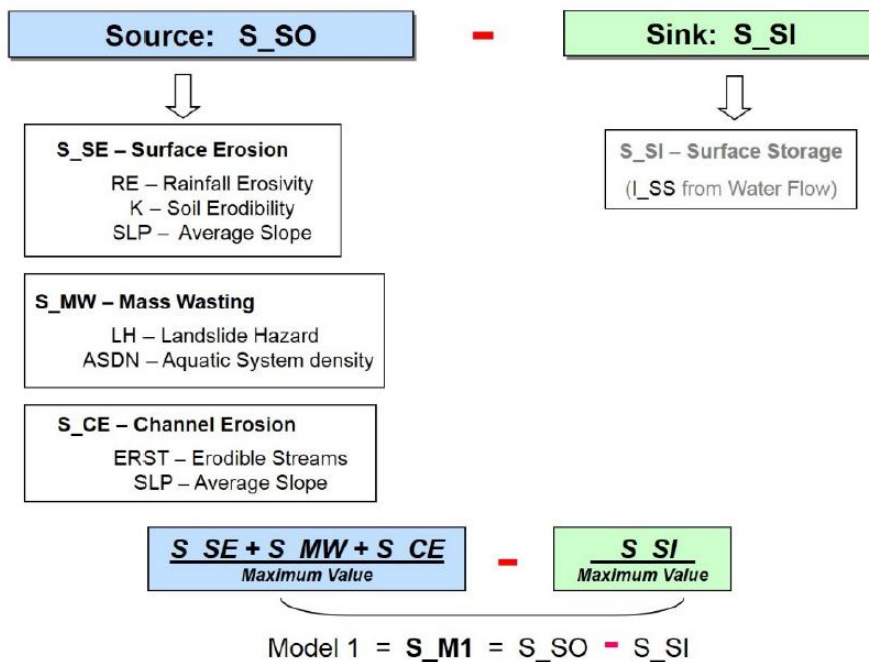 Source: S_SO - Sink: S_SI
S_SE – Surface Erosion
RE – Rainfall Erosivity
K – Soil Erodibility
SLP – Average Slope
S_SI – Surface Storage
(I_SS from Water Flow)
S_MW – Mass Wasting
LH – Landslide Hazard
ASDN – Aquatic System density
S_CE – Channel Erosion
ERST – Erodible Streams
SLP – Average Slope
S_SE + S_MW + S_CE - S_SI
Maximum Value Maximum Value
Model 1 = S_M1 = S_SO - S_SI